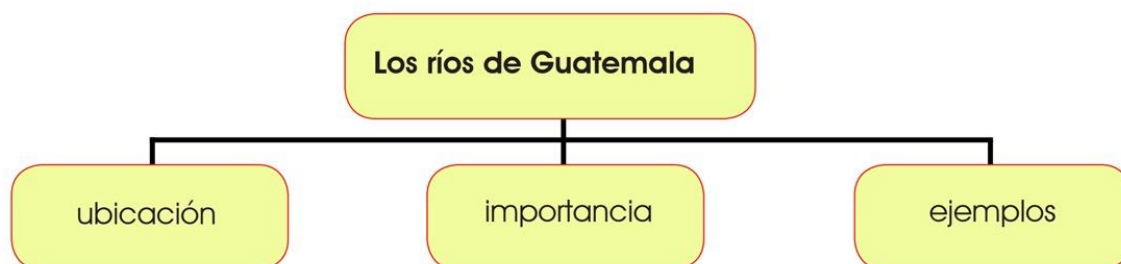 Los ríos de Guatemala
ubicación
importancia
ejemplos